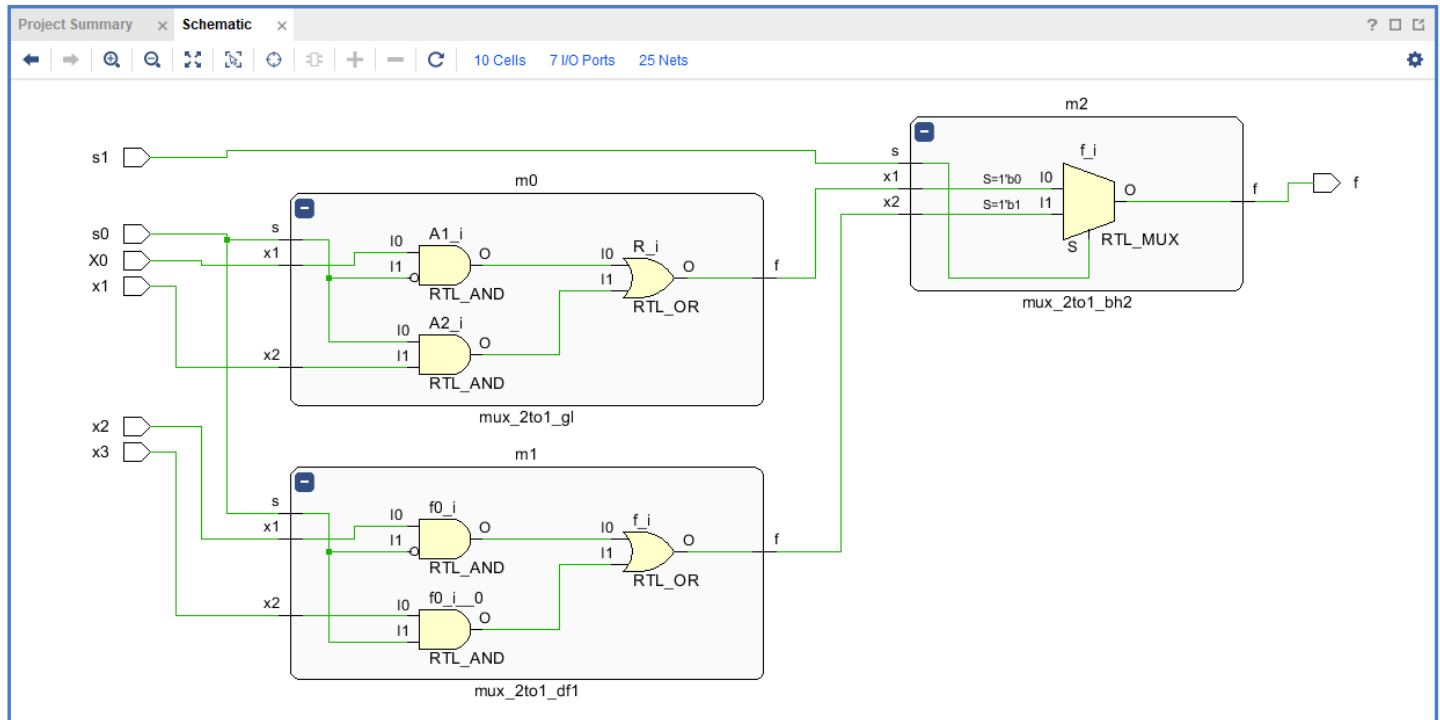 Project Summary × Schematic × ?
10 Cells 7 I/O Ports 25 Nets
m2
s1
s
x1
x2
f_i
S=1'b0 I0
S=1'b1 I1
O
S
RTL_MUX
f
f
mux_2to1_bh2
m0
s0
X0
x1
s
x1
x2
A1_i
I0
I1
O
RTL_AND
A2_i
I0
I1
O
RTL_AND
R_i
I0
I1
O
RTL_OR
f
mux_2to1_gl
m1
x2
x3
s
x1
x2
f0_i
I0
I1
O
RTL_AND
f0_i__0
I0
I1
O
RTL_AND
f_i
I0
I1
O
RTL_OR
f
mux_2to1_df1